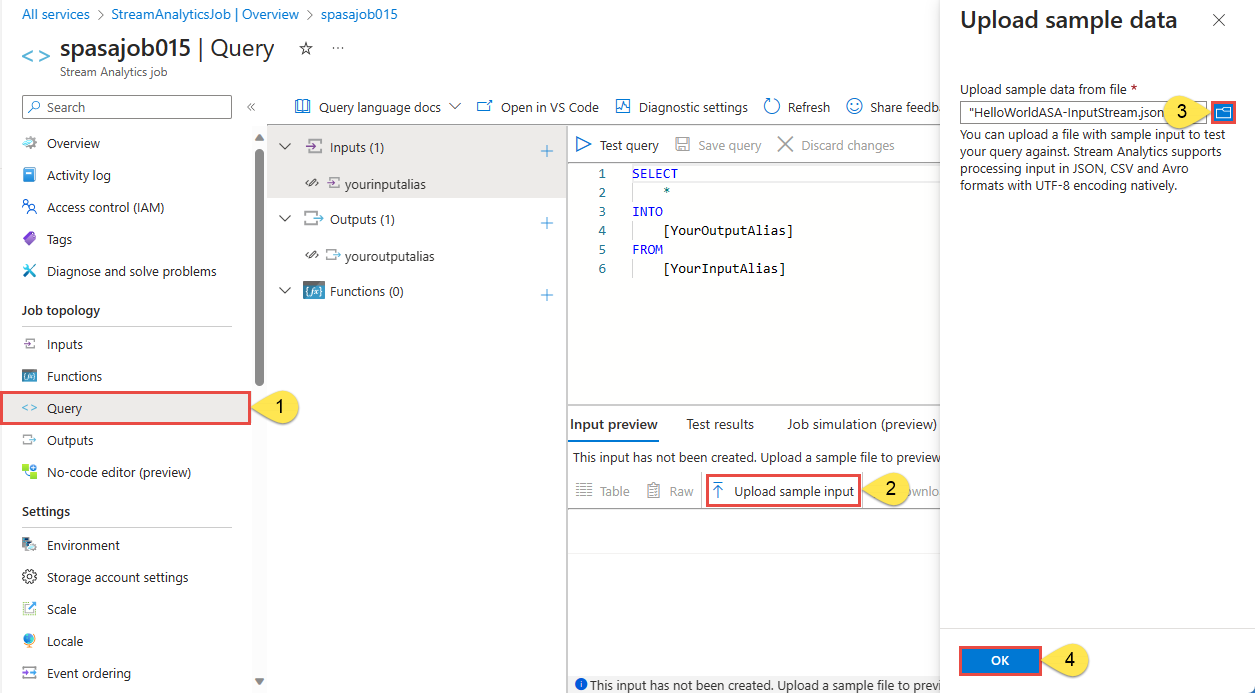 All services > StreamAnalyticsJob | Overview > spasajob015
spasajob015 | Query
Stream Analytics job
Search
Overview
Activity log
Access control (IAM)
Tags
Diagnose and solve problems
Job topology
Inputs
Functions
Query
1
Outputs
No-code editor (preview)
Settings
Environment
Storage account settings
Scale
Locale
Event ordering
Query language docs
Open in VS Code
Diagnostic settings
Refresh
Share feedba
Inputs (1)
yourinputalias
Outputs (1)
youroutputalias
Functions (0)
Test query
Save query
Discard changes
1 SELECT
2 *
3 INTO
4 [YourOutputAlias]
5 FROM
6 [YourInputAlias]
Input preview
Test results
Job simulation (preview)
This input has not been created. Upload a sample file to preview
Table
Raw
Upload sample input
2
ownlo
This input has not been created. Upload a sample file to previ
Upload sample data
Upload sample data from file *
"HelloWorldASA-InputStream.json
3
You can upload a file with sample input to test
your query against. Stream Analytics supports
processing input in JSON, CSV and Avro
formats with UTF-8 encoding natively.
OK
4